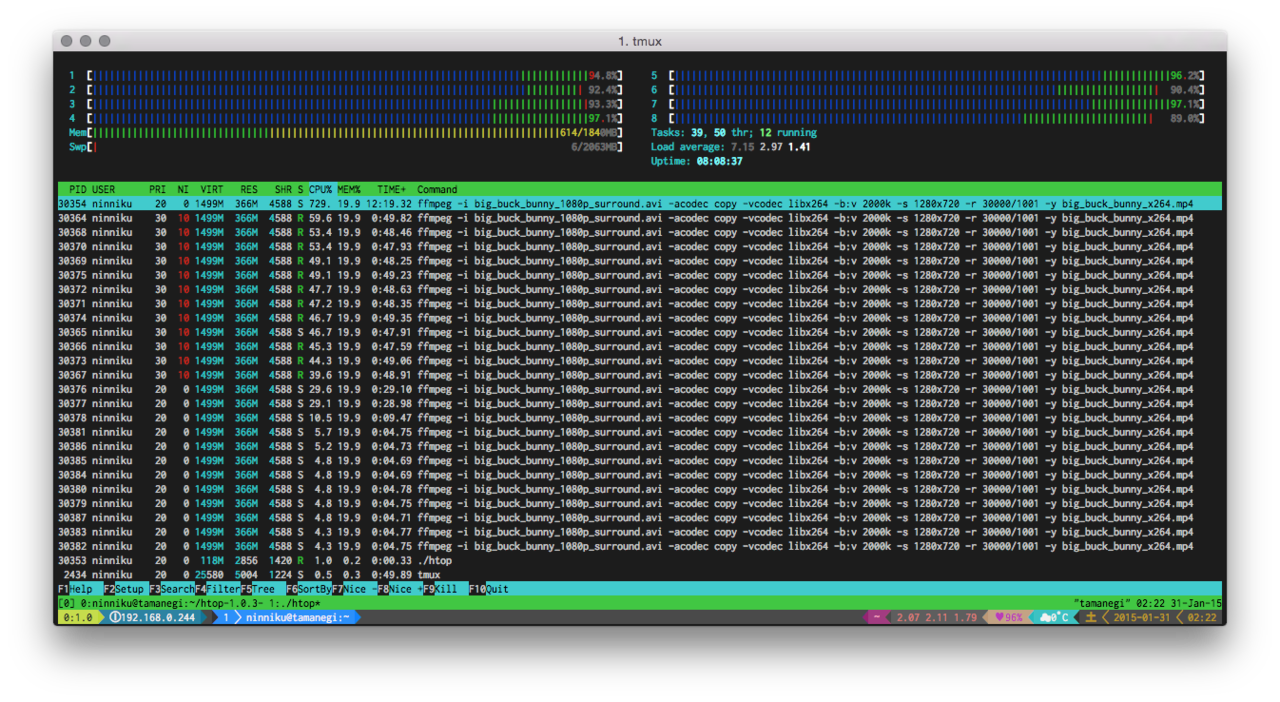 1. tmux
1 [94.8%] 5 [96.2%]
2 [92.4%] 6 [90.4%]
3 [93.3%] 7 [97.1%]
4 [97.1%] 8 [89.0%]
Mem[614/1840MB] Tasks: 39, 50 thr; 12 running
Swp[6/2063MB] Load average: 7.15 2.97 1.41
Uptime: 08:08:37
PID USER PRI NI VIRT RES SHR S CPU% MEM% TIME+ Command
30354 ninniku 20 0 1499M 366M 4588 S 729. 19.9 12:19.32 ffmpeg -i big_buck_bunny_1080p_surround.avi -acodec copy -vcodec libx264 -b:v 2000k -s 1280x720 -r 30000/1001 -y big_buck_bunny_x264.mp4
30364 ninniku 30 10 1499M 366M 4588 R 59.6 19.9 0:49.82 ffmpeg -i big_buck_bunny_1080p_surround.avi -acodec copy -vcodec libx264 -b:v 2000k -s 1280x720 -r 30000/1001 -y big_buck_bunny_x264.mp4
30368 ninniku 30 10 1499M 366M 4588 R 53.4 19.9 0:48.46 ffmpeg -i big_buck_bunny_1080p_surround.avi -acodec copy -vcodec libx264 -b:v 2000k -s 1280x720 -r 30000/1001 -y big_buck_bunny_x264.mp4
30370 ninniku 30 10 1499M 366M 4588 R 53.4 19.9 0:47.93 ffmpeg -i big_buck_bunny_1080p_surround.avi -acodec copy -vcodec libx264 -b:v 2000k -s 1280x720 -r 30000/1001 -y big_buck_bunny_x264.mp4
30369 ninniku 30 10 1499M 366M 4588 R 49.1 19.9 0:48.25 ffmpeg -i big_buck_bunny_1080p_surround.avi -acodec copy -vcodec libx264 -b:v 2000k -s 1280x720 -r 30000/1001 -y big_buck_bunny_x264.mp4
30375 ninniku 30 10 1499M 366M 4588 R 49.1 19.9 0:49.23 ffmpeg -i big_buck_bunny_1080p_surround.avi -acodec copy -vcodec libx264 -b:v 2000k -s 1280x720 -r 30000/1001 -y big_buck_bunny_x264.mp4
30372 ninniku 30 10 1499M 366M 4588 R 47.7 19.9 0:48.63 ffmpeg -i big_buck_bunny_1080p_surround.avi -acodec copy -vcodec libx264 -b:v 2000k -s 1280x720 -r 30000/1001 -y big_buck_bunny_x264.mp4
30371 ninniku 30 10 1499M 366M 4588 R 47.2 19.9 0:48.35 ffmpeg -i big_buck_bunny_1080p_surround.avi -acodec copy -vcodec libx264 -b:v 2000k -s 1280x720 -r 30000/1001 -y big_buck_bunny_x264.mp4
30374 ninniku 30 10 1499M 366M 4588 R 46.7 19.9 0:49.35 ffmpeg -i big_buck_bunny_1080p_surround.avi -acodec copy -vcodec libx264 -b:v 2000k -s 1280x720 -r 30000/1001 -y big_buck_bunny_x264.mp4
30365 ninniku 30 10 1499M 366M 4588 S 46.7 19.9 0:47.91 ffmpeg -i big_buck_bunny_1080p_surround.avi -acodec copy -vcodec libx264 -b:v 2000k -s 1280x720 -r 30000/1001 -y big_buck_bunny_x264.mp4
30366 ninniku 30 10 1499M 366M 4588 R 45.3 19.9 0:47.59 ffmpeg -i big_buck_bunny_1080p_surround.avi -acodec copy -vcodec libx264 -b:v 2000k -s 1280x720 -r 30000/1001 -y big_buck_bunny_x264.mp4
30373 ninniku 30 10 1499M 366M 4588 R 44.3 19.9 0:49.06 ffmpeg -i big_buck_bunny_1080p_surround.avi -acodec copy -vcodec libx264 -b:v 2000k -s 1280x720 -r 30000/1001 -y big_buck_bunny_x264.mp4
30367 ninniku 30 10 1499M 366M 4588 R 39.6 19.9 0:48.91 ffmpeg -i big_buck_bunny_1080p_surround.avi -acodec copy -vcodec libx264 -b:v 2000k -s 1280x720 -r 30000/1001 -y big_buck_bunny_x264.mp4
30376 ninniku 20 0 1499M 366M 4588 S 29.6 19.9 0:29.10 ffmpeg -i big_buck_bunny_1080p_surround.avi -acodec copy -vcodec libx264 -b:v 2000k -s 1280x720 -r 30000/1001 -y big_buck_bunny_x264.mp4
30377 ninniku 20 0 1499M 366M 4588 S 29.1 19.9 0:28.98 ffmpeg -i big_buck_bunny_1080p_surround.avi -acodec copy -vcodec libx264 -b:v 2000k -s 1280x720 -r 30000/1001 -y big_buck_bunny_x264.mp4
30378 ninniku 20 0 1499M 366M 4588 S 10.5 19.9 0:09.47 ffmpeg -i big_buck_bunny_1080p_surround.avi -acodec copy -vcodec libx264 -b:v 2000k -s 1280x720 -r 30000/1001 -y big_buck_bunny_x264.mp4
30381 ninniku 20 0 1499M 366M 4588 S 5.7 19.9 0:04.75 ffmpeg -i big_buck_bunny_1080p_surround.avi -acodec copy -vcodec libx264 -b:v 2000k -s 1280x720 -r 30000/1001 -y big_buck_bunny_x264.mp4
30386 ninniku 20 0 1499M 366M 4588 S 5.2 19.9 0:04.73 ffmpeg -i big_buck_bunny_1080p_surround.avi -acodec copy -vcodec libx264 -b:v 2000k -s 1280x720 -r 30000/1001 -y big_buck_bunny_x264.mp4
30385 ninniku 20 0 1499M 366M 4588 S 4.8 19.9 0:04.69 ffmpeg -i big_buck_bunny_1080p_surround.avi -acodec copy -vcodec libx264 -b:v 2000k -s 1280x720 -r 30000/1001 -y big_buck_bunny_x264.mp4
30384 ninniku 20 0 1499M 366M 4588 S 4.8 19.9 0:04.69 ffmpeg -i big_buck_bunny_1080p_surround.avi -acodec copy -vcodec libx264 -b:v 2000k -s 1280x720 -r 30000/1001 -y big_buck_bunny_x264.mp4
30380 ninniku 20 0 1499M 366M 4588 S 4.8 19.9 0:04.78 ffmpeg -i big_buck_bunny_1080p_surround.avi -acodec copy -vcodec libx264 -b:v 2000k -s 1280x720 -r 30000/1001 -y big_buck_bunny_x264.mp4
30379 ninniku 20 0 1499M 366M 4588 S 4.8 19.9 0:04.75 ffmpeg -i big_buck_bunny_1080p_surround.avi -acodec copy -vcodec libx264 -b:v 2000k -s 1280x720 -r 30000/1001 -y big_buck_bunny_x264.mp4
30387 ninniku 20 0 1499M 366M 4588 S 4.8 19.9 0:04.71 ffmpeg -i big_buck_bunny_1080p_surround.avi -acodec copy -vcodec libx264 -b:v 2000k -s 1280x720 -r 30000/1001 -y big_buck_bunny_x264.mp4
30383 ninniku 20 0 1499M 366M 4588 S 4.3 19.9 0:04.77 ffmpeg -i big_buck_bunny_1080p_surround.avi -acodec copy -vcodec libx264 -b:v 2000k -s 1280x720 -r 30000/1001 -y big_buck_bunny_x264.mp4
30382 ninniku 20 0 1499M 366M 4588 S 4.3 19.9 0:04.75 ffmpeg -i big_buck_bunny_1080p_surround.avi -acodec copy -vcodec libx264 -b:v 2000k -s 1280x720 -r 30000/1001 -y big_buck_bunny_x264.mp4
30353 ninniku 20 0 118M 2856 1420 R 1.0 0.2 0:00.33 ./htop
2434 ninniku 20 0 25580 5004 1224 S 0.5 0.3 0:49.89 tmux
F1Help F2Setup F3SearchF4FilterF5Tree F6SortByF7Nice -F8Nice +F9Kill F10Quit
[0] 0:ninniku@tamanegi:~/htop-1.0.3- 1:./htop* "tamanegi" 02:22 31-Jan-15
0:1.0 ⓘ192.168.0.244 1 ninniku@tamanegi:~ ~ 2.07 2.11 1.79 ♥96% ☁0°C 土 2015-01-31 02:22